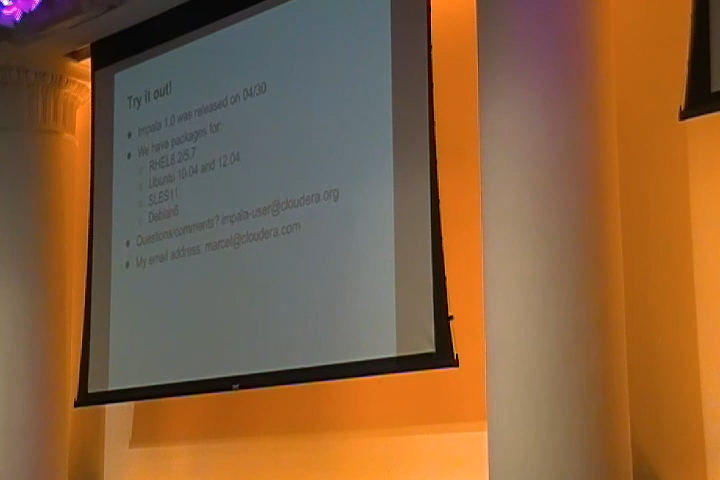 Try it out!
Impala 1.0 was released on 04/30
We have packages for:
RHEL6.2/5.7
Ubuntu 10.04 and 12.04
SLES11
Debian6
Questions/comments? impala-user@cloudera.org
My email address: marcel@cloudera.com